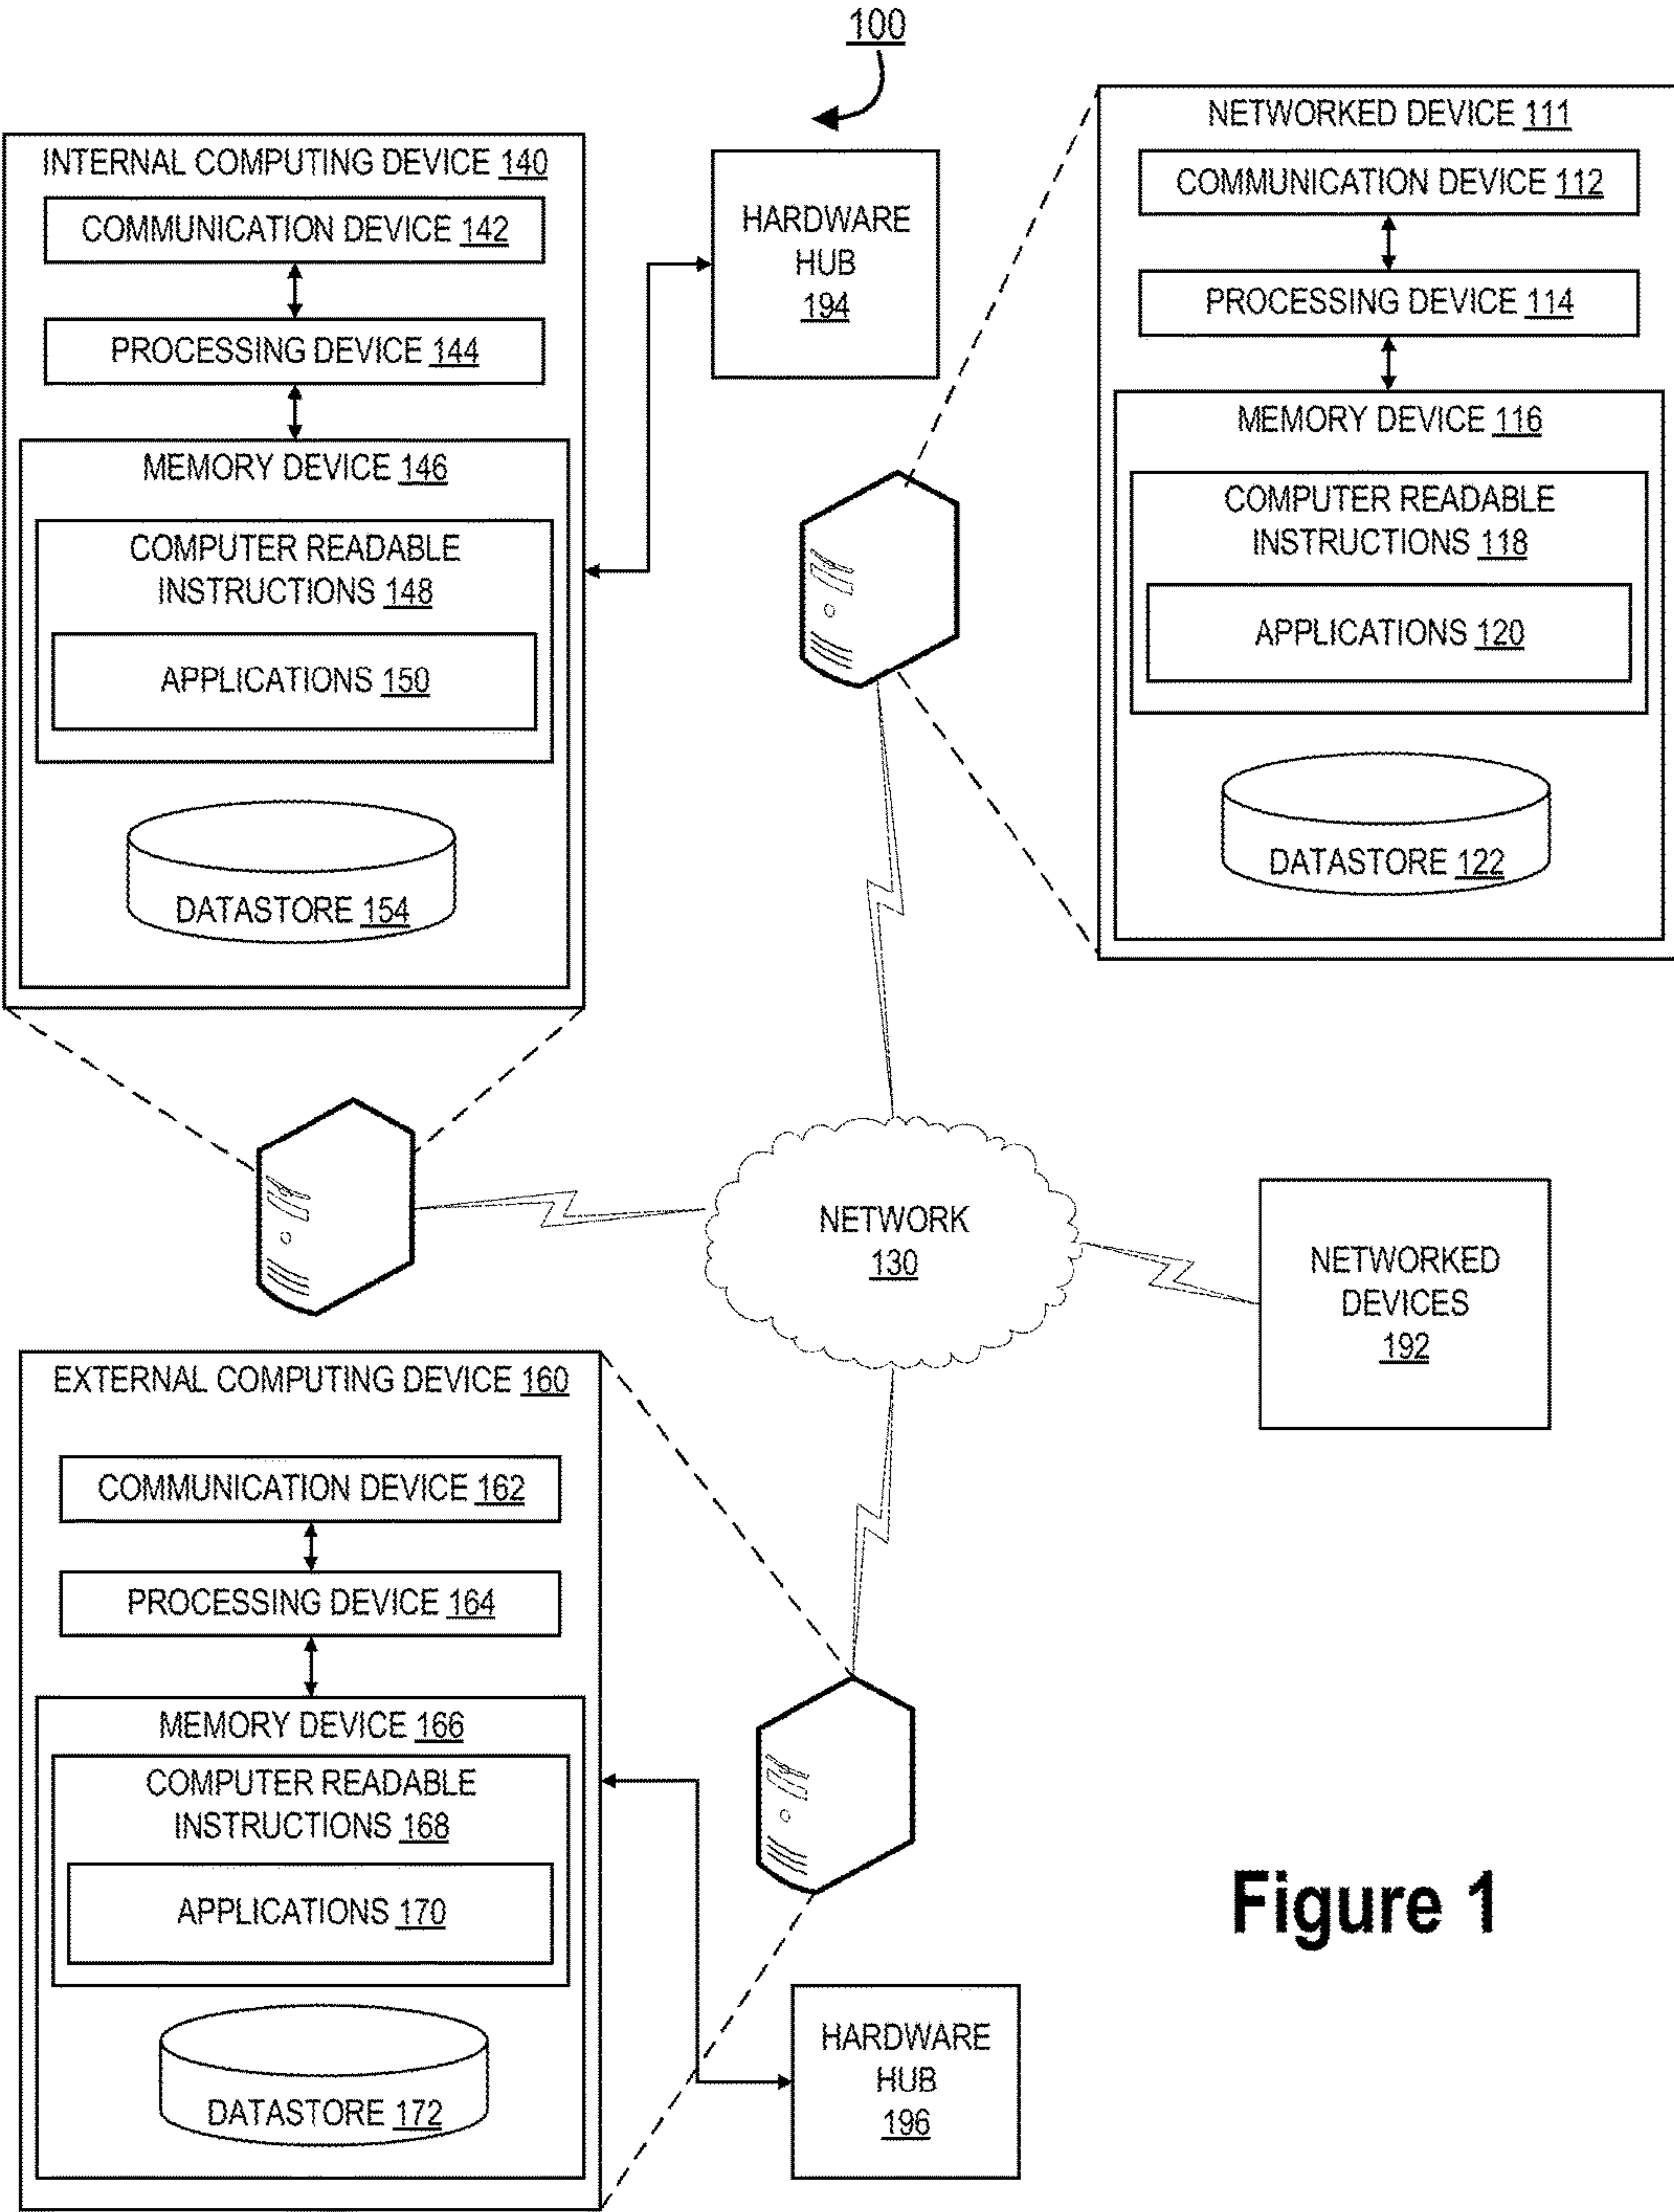 100
INTERNAL COMPUTING DEVICE 140
COMMUNICATION DEVICE 142
PROCESSING DEVICE 144
MEMORY DEVICE 146
COMPUTER READABLE
INSTRUCTIONS 148
APPLICATIONS 150
DATASTORE 154
HARDWARE
HUB
194
NETWORKED DEVICE 111
COMMUNICATION DEVICE 112
PROCESSING DEVICE 114
MEMORY DEVICE 116
COMPUTER READABLE
INSTRUCTIONS 118
APPLICATIONS 120
DATASTORE 122
NETWORK
130
NETWORKED
DEVICES
192
EXTERNAL COMPUTING DEVICE 160
COMMUNICATION DEVICE 162
PROCESSING DEVICE 164
MEMORY DEVICE 166
COMPUTER READABLE
INSTRUCTIONS 168
APPLICATIONS 170
DATASTORE 172
HARDWARE
HUB
196
Figure 1